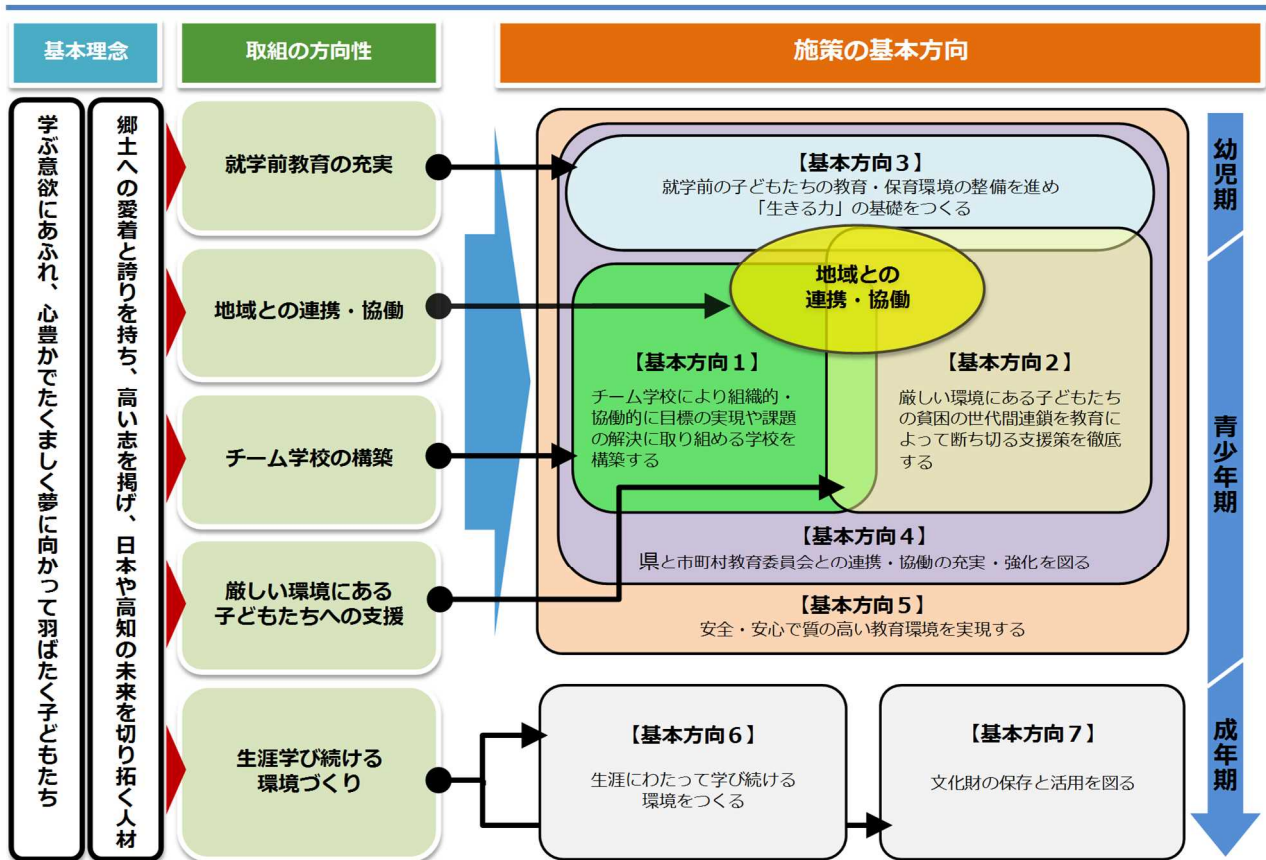 基本理念
取組の方向性
施策の基本方向
学ぶ意欲にあふれ、心豊かでたくましく夢に向かって羽ばたく子どもたち
郷土への愛着と誇りを持ち、高い志を掲げ、日本や高知の未来を切り拓く人材
就学前教育の充実
地域との連携・協働
チーム学校の構築
厳しい環境にある
子どもたちへの支援
生涯学び続ける
環境づくり
【基本方向３】
就学前の子どもたちの教育・保育環境の整備を進め
「生きる力」の基礎をつくる
地域との
連携・協働
【基本方向１】
チーム学校により組織的・
協働的に目標の実現や課題
の解決に取り組める学校を
構築する
【基本方向２】
厳しい環境にある子どもたち
の貧困の世代間連鎖を教育に
よって断ち切る支援策を徹底
する
【基本方向４】
県と市町村教育委員会との連携・協働の充実・強化を図る
【基本方向５】
安全・安心で質の高い教育環境を実現する
【基本方向６】
生涯にわたって学び続ける
環境をつくる
【基本方向７】
文化財の保存と活用を図る
幼児期
青少年期
成年期